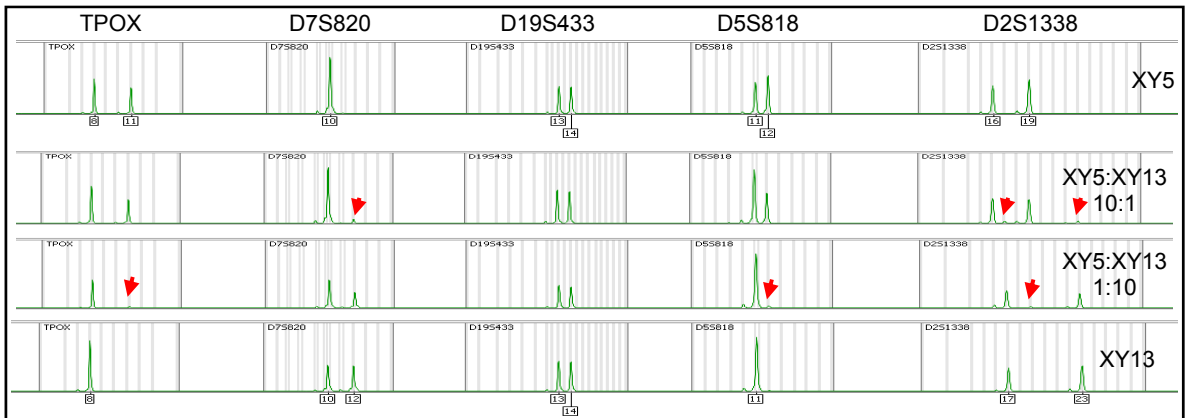 TPOX D7S820 D19S433 D5S818 D2S1338
TPOX D7S820 D19S433 D5S818 D2S1338
XY5
8 11 10 13 14 11 12 16 19
TPOX D7S820 D19S433 D5S818 D2S1338
XY5:XY13
10:1
TPOX D7S820 D19S433 D5S818 D2S1338
XY5:XY13
1:10
TPOX D7S820 D19S433 D5S818 D2S1338
XY13
8 10 12 13 14 11 17 23